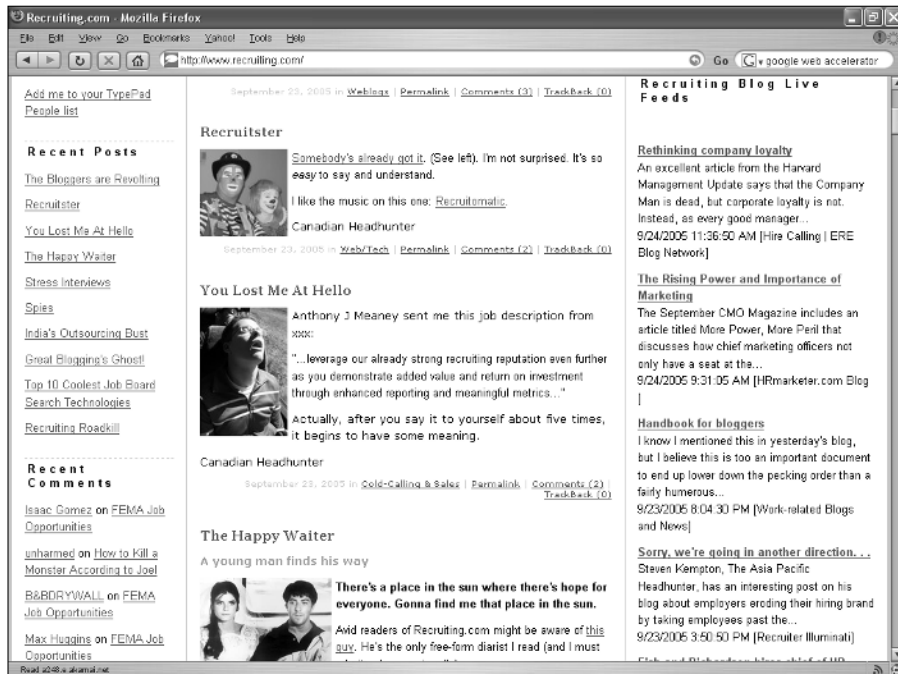 Recruiting.com - Mozilla Firefox
File Edit View Go Bookmarks Yahoo! Tools Help
http://www.recruiting.com/
Go
G
google web accelerator
Add me to your TypePad
People list
Recent Posts
The Bloggers are Revolting
Recruitster
You Lost Me At Hello
The Happy Waiter
Stress Interviews
Spies
India's Outsourcing Bust
Great Blogging's Ghost!
Top 10 Coolest Job Board
Search Technologies
Recruiting Roadkill
Recent
Comments
Isaac Gomez on FEMA Job
Opportunities
unharmed on How to Kill a
Monster According to Joel
B&BDRYWALL on FEMA
Job Opportunities
Max Huggins on FEMA Job
Opportunities
September 23, 2005 in Weblogs | Permalink | Comments (3) | TrackBack (0)
Recruitster
Somebody's already got it. (See left). I'm not surprised. It's so
easy to say and understand.
I like the music on this one: Recruitomatic.
Canadian Headhunter
September 23, 2005 in Web/Tech | Permalink | Comments (2) | TrackBack (0)
You Lost Me At Hello
Anthony J Meaney sent me this job description from
xxx:
"...leverage our already strong recruiting reputation even further
as you demonstrate added value and return on investment
through enhanced reporting and meaningful metrics..."
Actually, after you say it to yourself about five times,
it begins to have some meaning.
Canadian Headhunter
September 23, 2005 in Cold-Calling & Sales | Permalink | Comments (2) |
TrackBack (0)
The Happy Waiter
A young man finds his way
There's a place in the sun where there's hope for
everyone. Gonna find me that place in the sun.
Avid readers of Recruiting.com might be aware of this
guy. He's the only free-form diarist I read (and I must
Recruiting Blog Live
Feeds
Rethinking company loyalty
An excellent article from the Harvard
Management Update says that the Company
Man is dead, but corporate loyalty is not.
Instead, as every good manager...
9/24/2005 11:36:50 AM [Hire Calling | ERE
Blog Network]
The Rising Power and Importance of
Marketing
The September CMO Magazine includes an
article titled More Power, More Peril that
discusses how chief marketing officers not
only have a seat at the...
9/24/2005 9:31:05 AM [HRmarketer.com Blog
]
Handbook for bloggers
I know I mentioned this in yesterday's blog,
but I believe this is too an important document
to end up lower down the pecking order than a
fairly humerous...
9/23/2005 8:04:30 PM [Work-related Blogs
and News]
Sorry, we're going in another direction. . .
Steven Kempton, The Asia Pacific
Headhunter, has an interesting post on his
blog about employers eroding their hiring brand
by taking employees past the...
9/23/2005 3:50:50 PM [Recruiter Illuminati]
Read a248.e.akamai.net